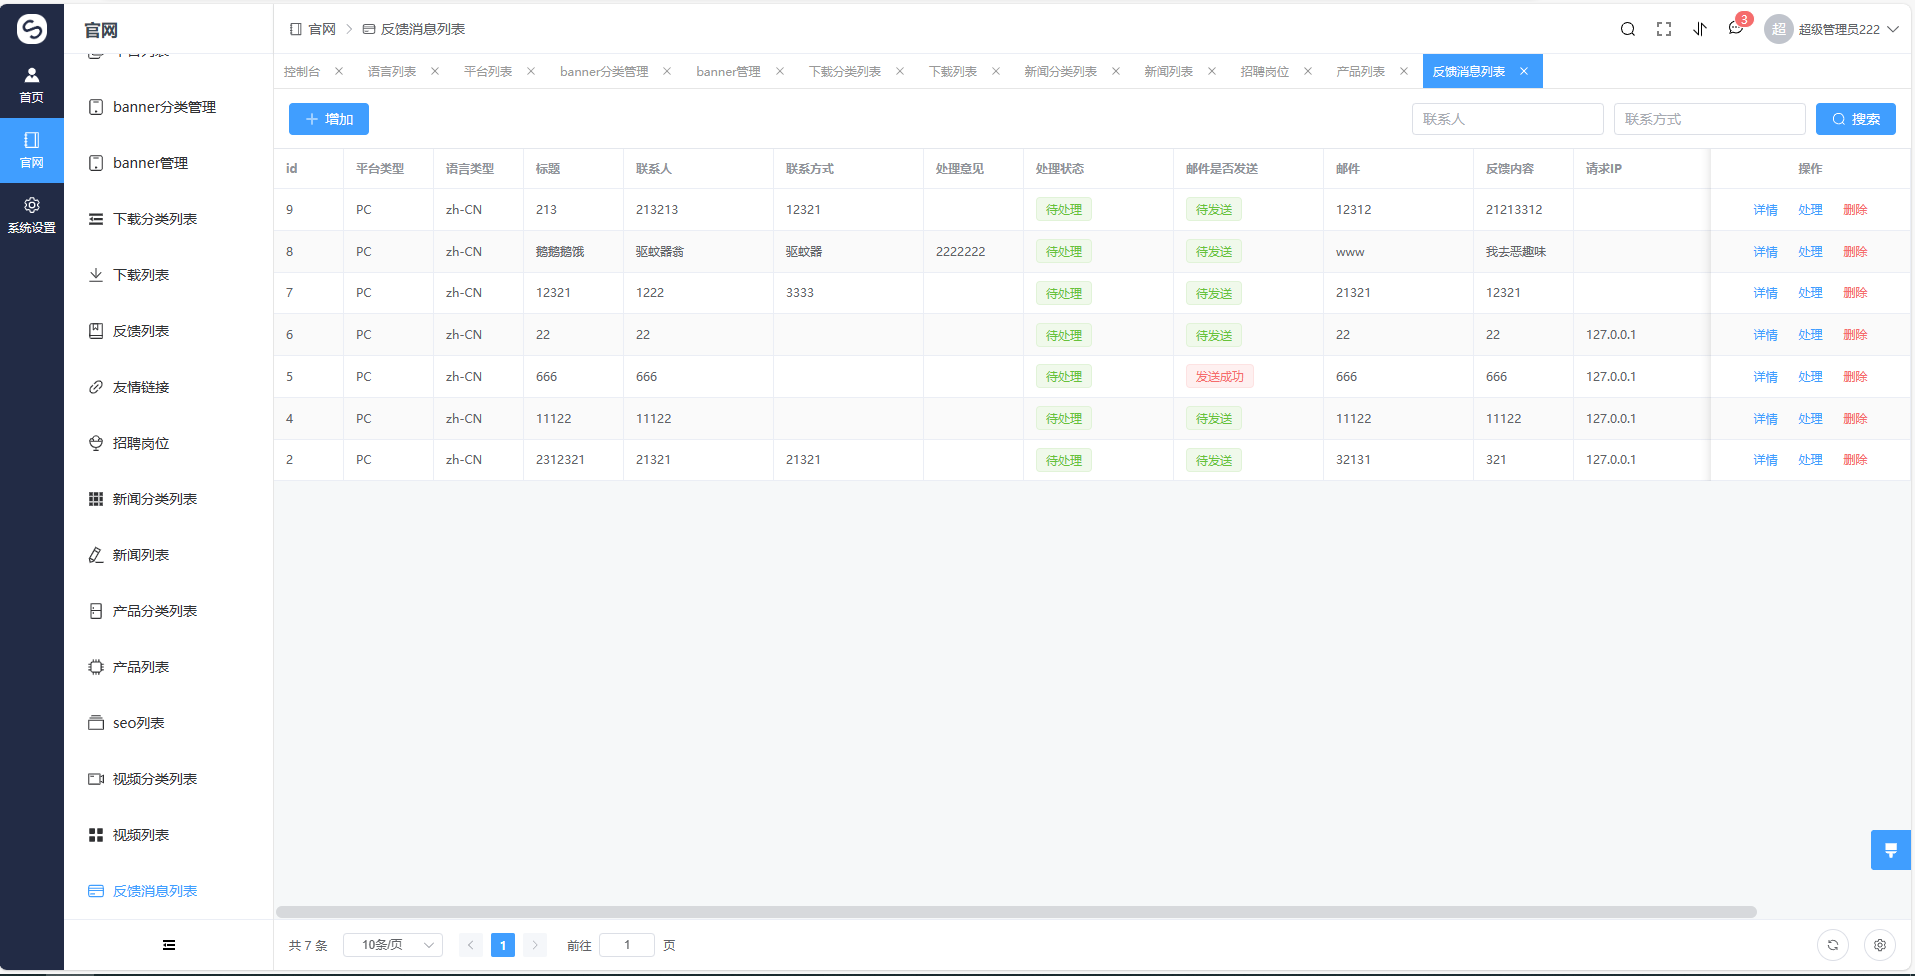 官网
首页
官网
系统设置
banner分类管理
banner管理
下载分类列表
下载列表
反馈列表
友情链接
招聘岗位
新闻分类列表
新闻列表
产品分类列表
产品列表
seo列表
视频分类列表
视频列表
反馈消息列表
官网 反馈消息列表
3 超 超级管理员222
控制台 语言列表 平台列表 banner分类管理 banner管理 下载分类列表 下载列表 新闻分类列表 新闻列表 招聘岗位 产品列表 反馈消息列表
增加 联系人 联系方式 搜索
id 平台类型 语言类型 标题 联系人 联系方式 处理意见 处理状态 邮件是否发送 邮件 反馈内容 请求IP 操作
9 PC zh-CN 213 213213 12321 待处理 待发送 12312 21213312 详情 处理 删除
8 PC zh-CN 鹅鹅鹅饿 驱蚊器翁 驱蚊器 2222222 待处理 待发送 www 我去恶趣味 详情 处理 删除
7 PC zh-CN 12321 1222 3333 待处理 待发送 21321 12321 详情 处理 删除
6 PC zh-CN 22 22 待处理 待发送 22 22 127.0.0.1 详情 处理 删除
5 PC zh-CN 666 666 待处理 发送成功 666 666 127.0.0.1 详情 处理 删除
4 PC zh-CN 11122 11122 待处理 待发送 11122 11122 127.0.0.1 详情 处理 删除
2 PC zh-CN 2312321 21321 21321 待处理 待发送 32131 321 127.0.0.1 详情 处理 删除
共 7 条 10条/页 1 前往 1 页